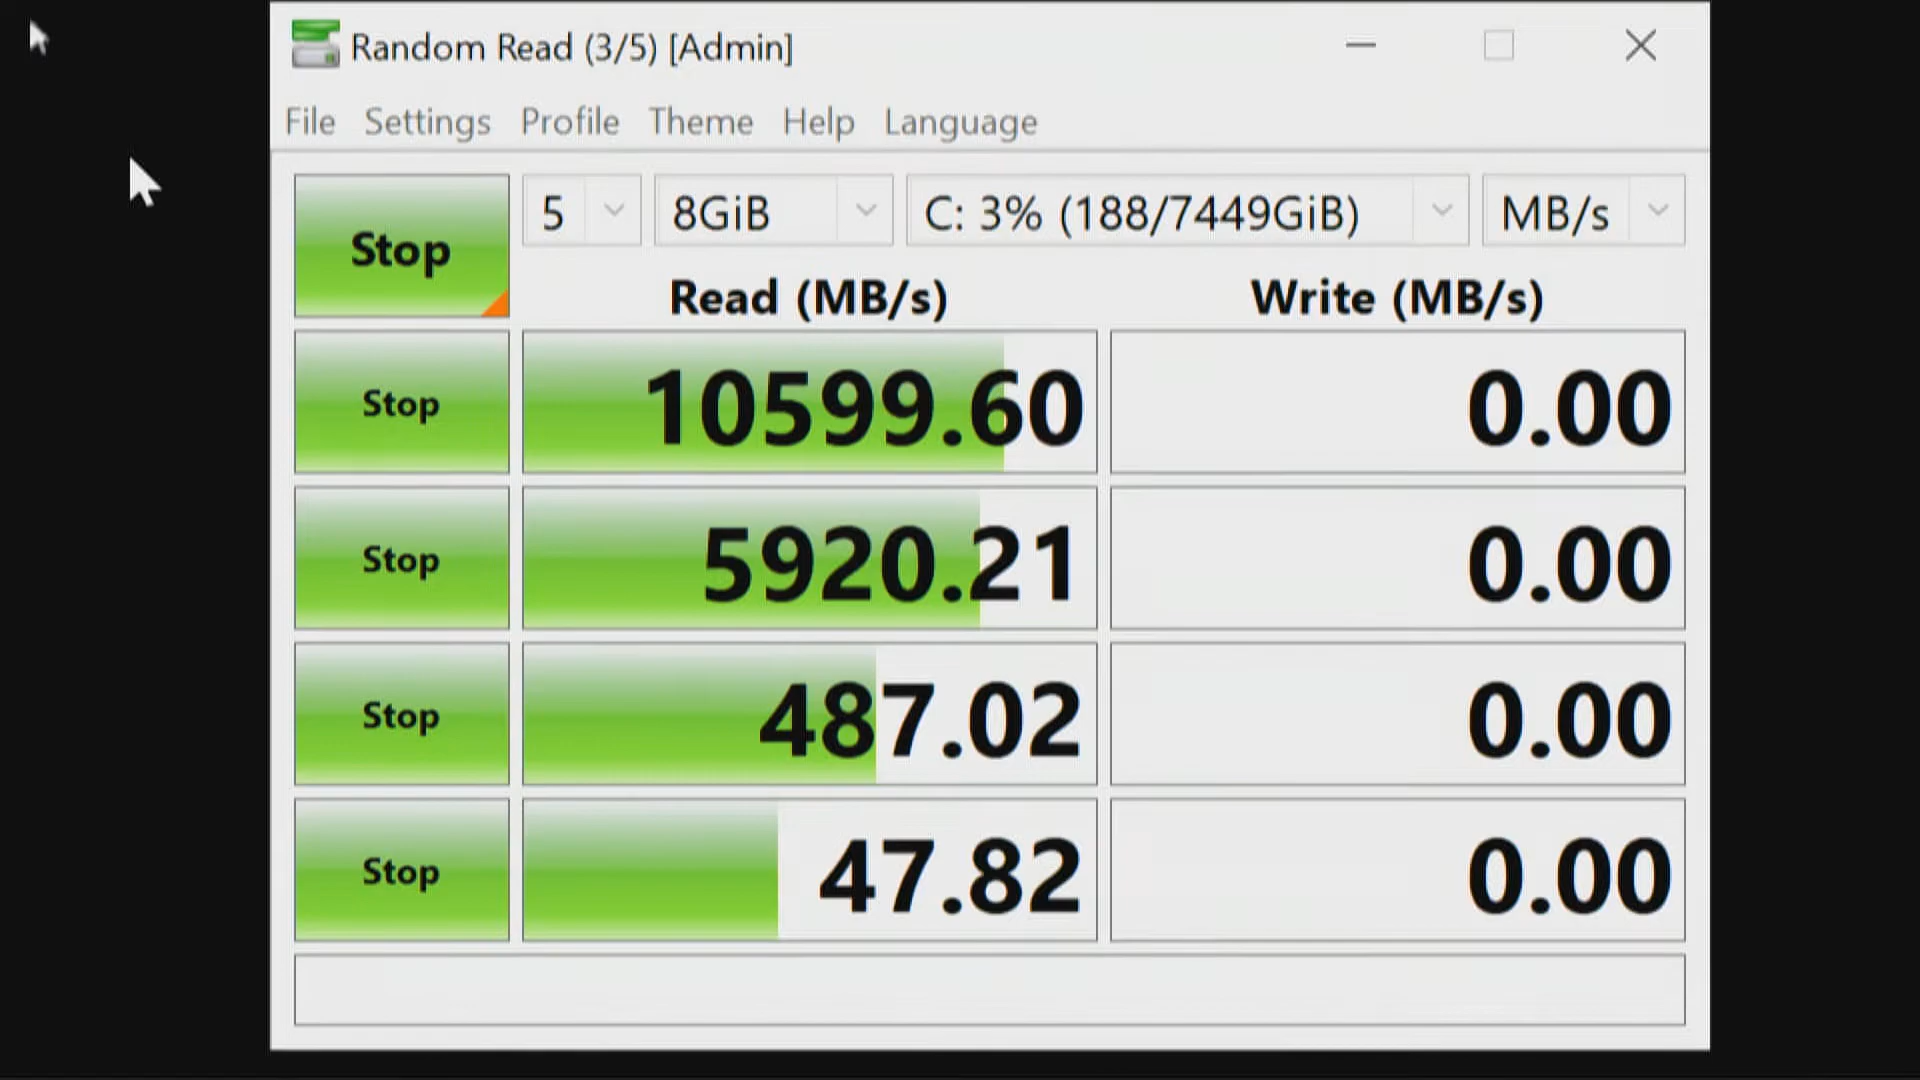 Random Read (3/5) [Admin]
File Settings Profile Theme Help Language
Stop 5 8GiB C: 3% (188/7449GiB) MB/s
Read (MB/s) Write (MB/s)
Stop 10599.60 0.00
Stop 5920.21 0.00
Stop 487.02 0.00
Stop 47.82 0.00